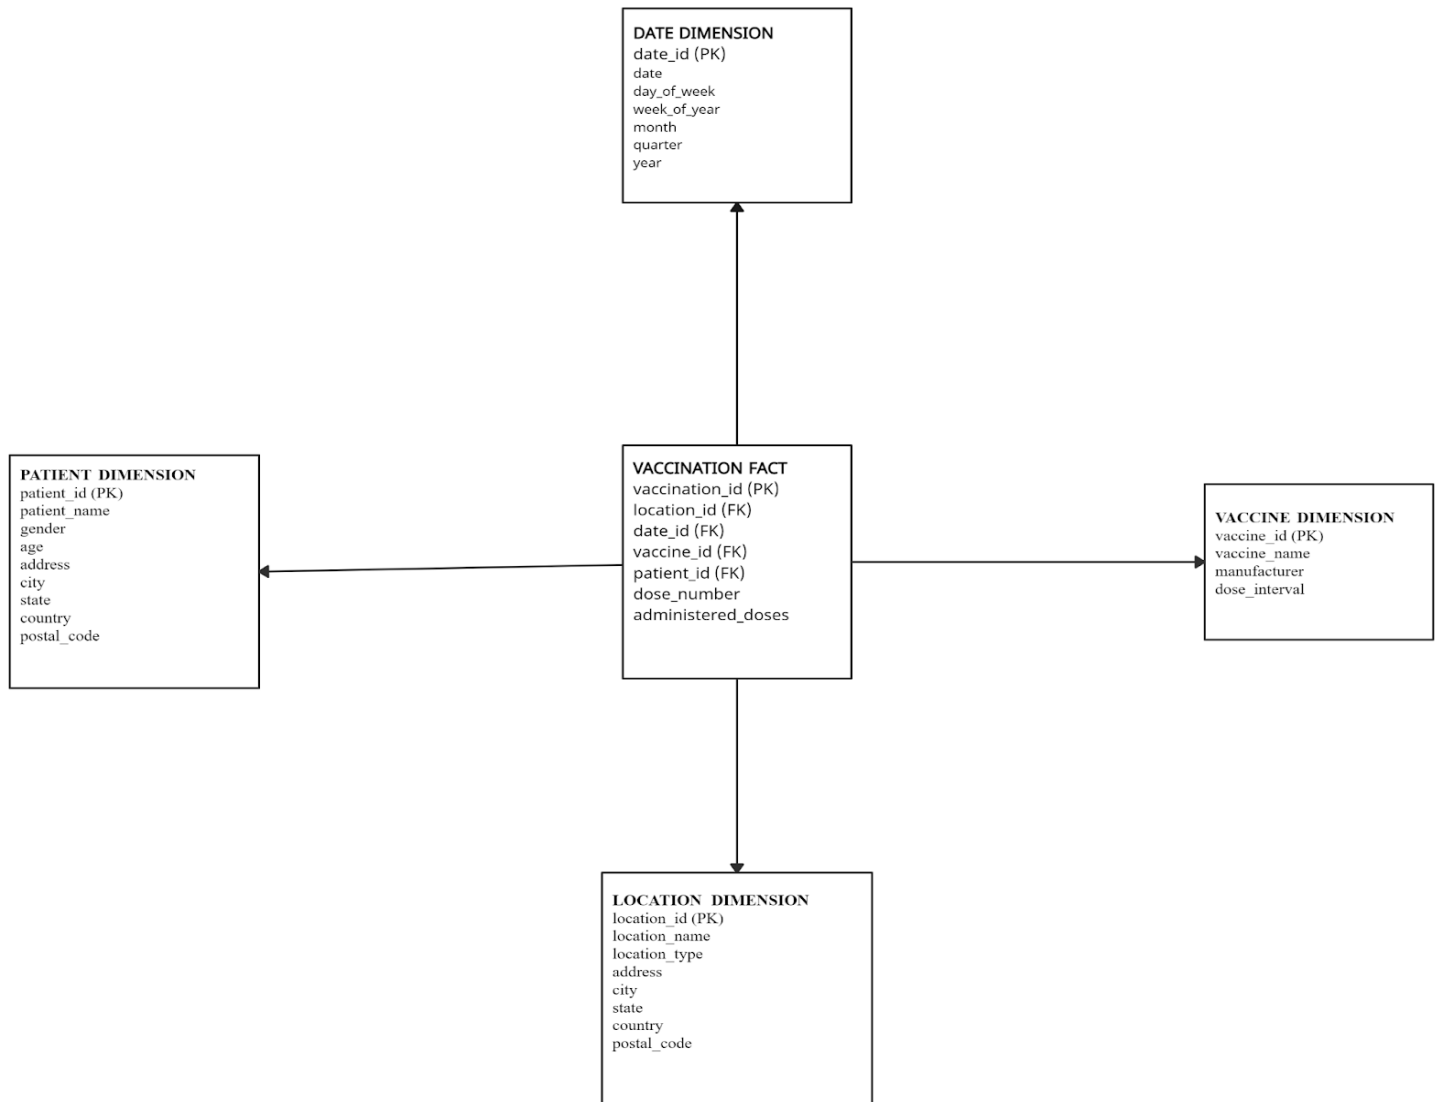 DATE DIMENSION
date_id (PK)
date
day_of_week
week_of_year
month
quarter
year
PATIENT DIMENSION
patient_id (PK)
patient_name
gender
age
address
city
state
country
postal_code
VACCINATION FACT
vaccination_id (PK)
location_id (FK)
date_id (FK)
vaccine_id (FK)
patient_id (FK)
dose_number
administered_doses
VACCINE DIMENSION
vaccine_id (PK)
vaccine_name
manufacturer
dose_interval
LOCATION DIMENSION
location_id (PK)
location_name
location_type
address
city
state
country
postal_code